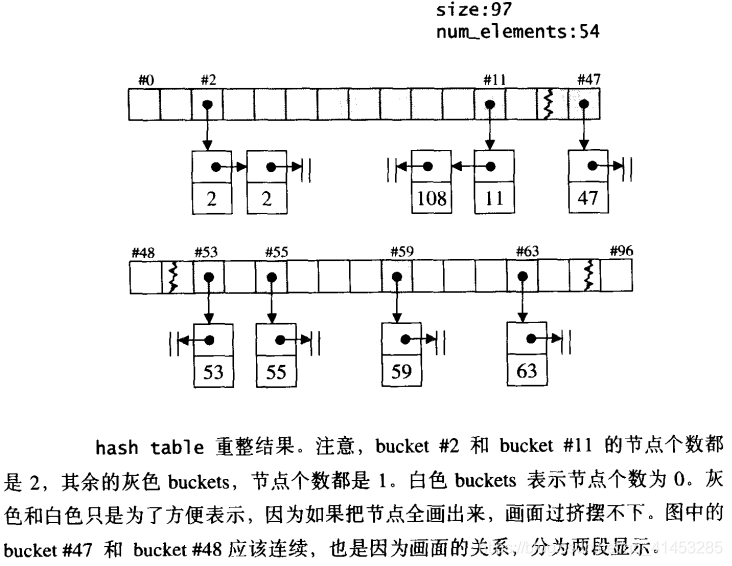 size:97
num_elements:54
#0 #2 #11 #47
2 2 108 11 47
#48 #53 #55 #59 #63 #96
53 55 59 63
hash table 重整结果。注意，bucket #2 和 bucket #11 的节点个数都
是 2，其余的灰色 buckets，节点个数都是 1。白色 buckets 表示节点个数为 0。灰
色和白色只是为了方便表示，因为如果把节点全画出来，画面过挤摆不下。图中的
bucket #47 和 bucket #48 应该连续，也是因为画面的关系，分为两段显示.